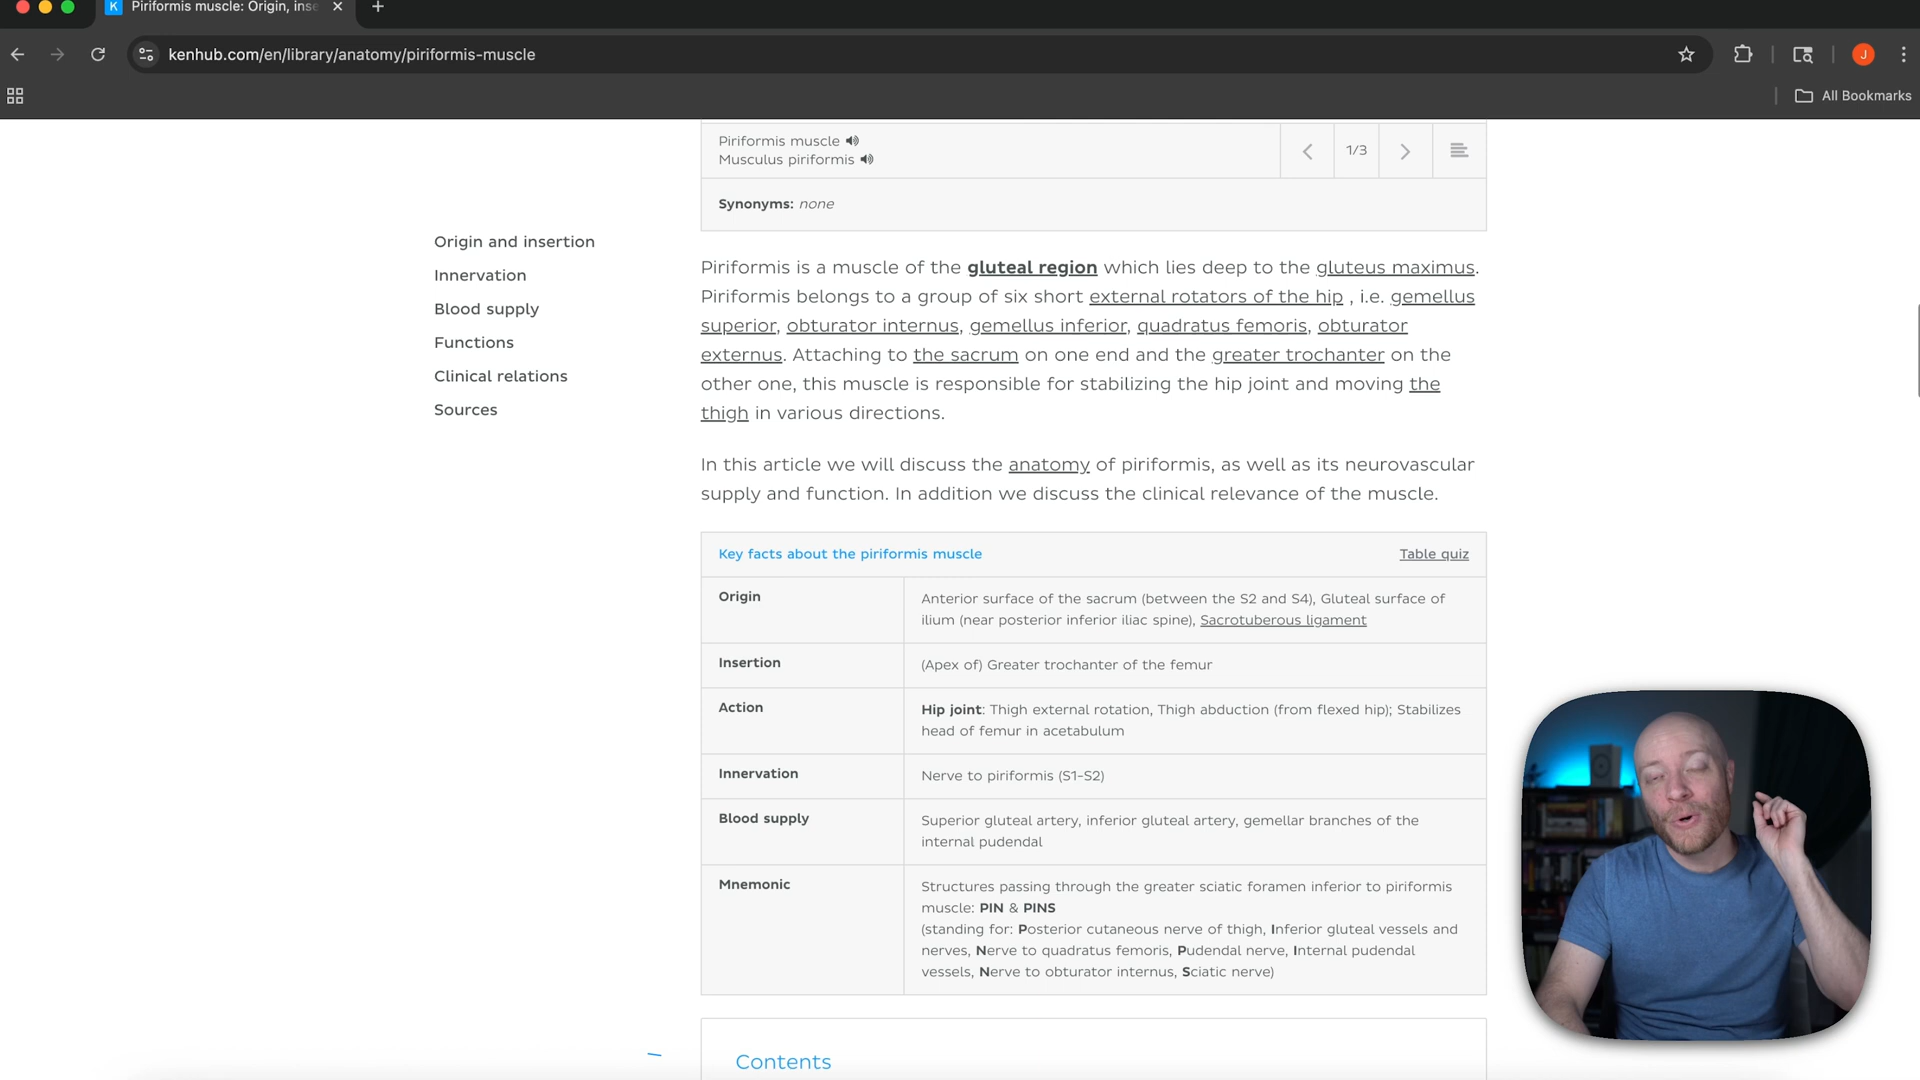 K Piriformis muscle: Origin, inse
kenhub.com/en/library/anatomy/piriformis-muscle
J
All Bookmarks
Piriformis muscle
Musculus piriformis
1/3
Synonyms: none
Origin and insertion
Innervation
Blood supply
Functions
Clinical relations
Sources
Piriformis is a muscle of the gluteal region which lies deep to the gluteus maximus.
Piriformis belongs to a group of six short external rotators of the hip , i.e. gemellus
superior, obturator internus, gemellus inferior, quadratus femoris, obturator
externus. Attaching to the sacrum on one end and the greater trochanter on the
other one, this muscle is responsible for stabilizing the hip joint and moving the
thigh in various directions.
In this article we will discuss the anatomy of piriformis, as well as its neurovascular
supply and function. In addition we discuss the clinical relevance of the muscle.
Key facts about the piriformis muscle
Table quiz
Origin
Anterior surface of the sacrum (between the S2 and S4), Gluteal surface of
ilium (near posterior inferior iliac spine), Sacrotuberous ligament
Insertion
(Apex of) Greater trochanter of the femur
Action
Hip joint: Thigh external rotation, Thigh abduction (from flexed hip); Stabilizes
head of femur in acetabulum
Innervation
Nerve to piriformis (S1-S2)
Blood supply
Superior gluteal artery, inferior gluteal artery, gemellar branches of the
internal pudendal
Mnemonic
Structures passing through the greater sciatic foramen inferior to piriformis
muscle: PIN & PINS
(standing for: Posterior cutaneous nerve of thigh, Inferior gluteal vessels and
nerves, Nerve to quadratus femoris, Pudendal nerve, Internal pudendal
vessels, Nerve to obturator internus, Sciatic nerve)
Contents